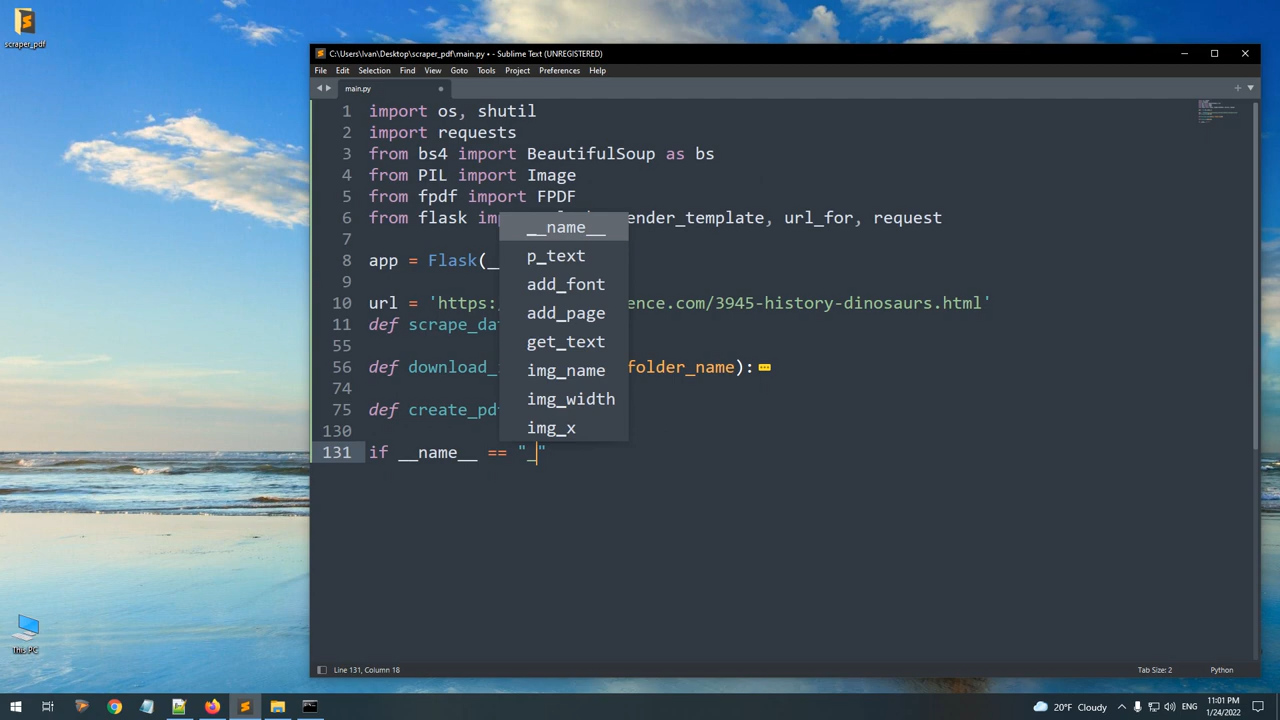 scraper_pdf
This PC
C:\Users\Ivan\Desktop\scraper_pdf\main.py • - Sublime Text (UNREGISTERED)
File Edit Selection Find View Goto Tools Project Preferences Help
main.py
1 import os, shutil
2 import requests
3 from bs4 import BeautifulSoup as bs
4 from PIL import Image
5 from fpdf import FPDF
6 from flask render_template, url_for, request
7
8 app = Flask(_
9
10 url = 'https: ence.com/3945-history-dinosaurs.html'
11 def scrape_dat
55
56 def download_ folder_name):
74
75 def create_pdf
130
131 if __name__ == "_"
__name__
p_text
add_font
add_page
get_text
img_name
img_width
img_x
Line 131, Column 18
Tab Size: 2
Python
20°F Cloudy
ENG
11:01 PM
1/24/2022